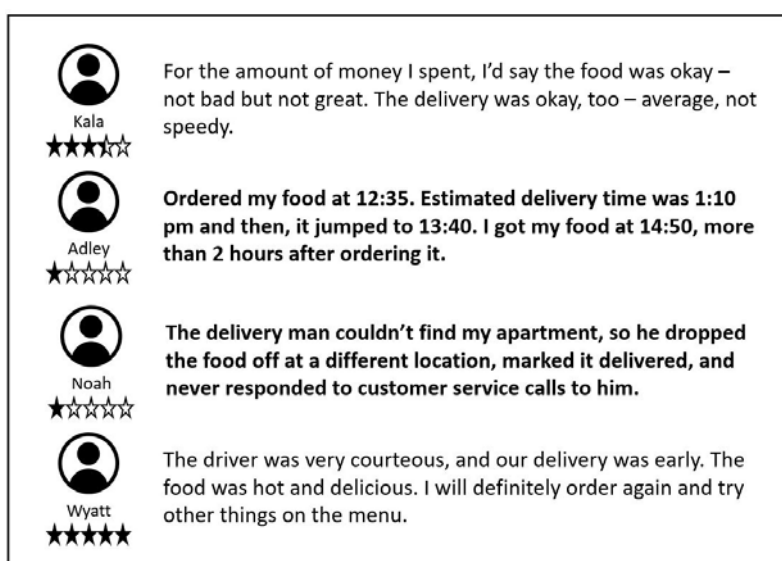 For the amount of money I spent, I’d say the food was okay –
not bad but not great. The delivery was okay, too – average, not
speedy.
Kala
Ordered my food at 12:35. Estimated delivery time was 1:10
pm and then, it jumped to 13:40. I got my food at 14:50, more
than 2 hours after ordering it.
Adley
The delivery man couldn’t find my apartment, so he dropped
the food off at a different location, marked it delivered, and
never responded to customer service calls to him.
Noah
The driver was very courteous, and our delivery was early. The
food was hot and delicious. I will definitely order again and try
other things on the menu.
Wyatt